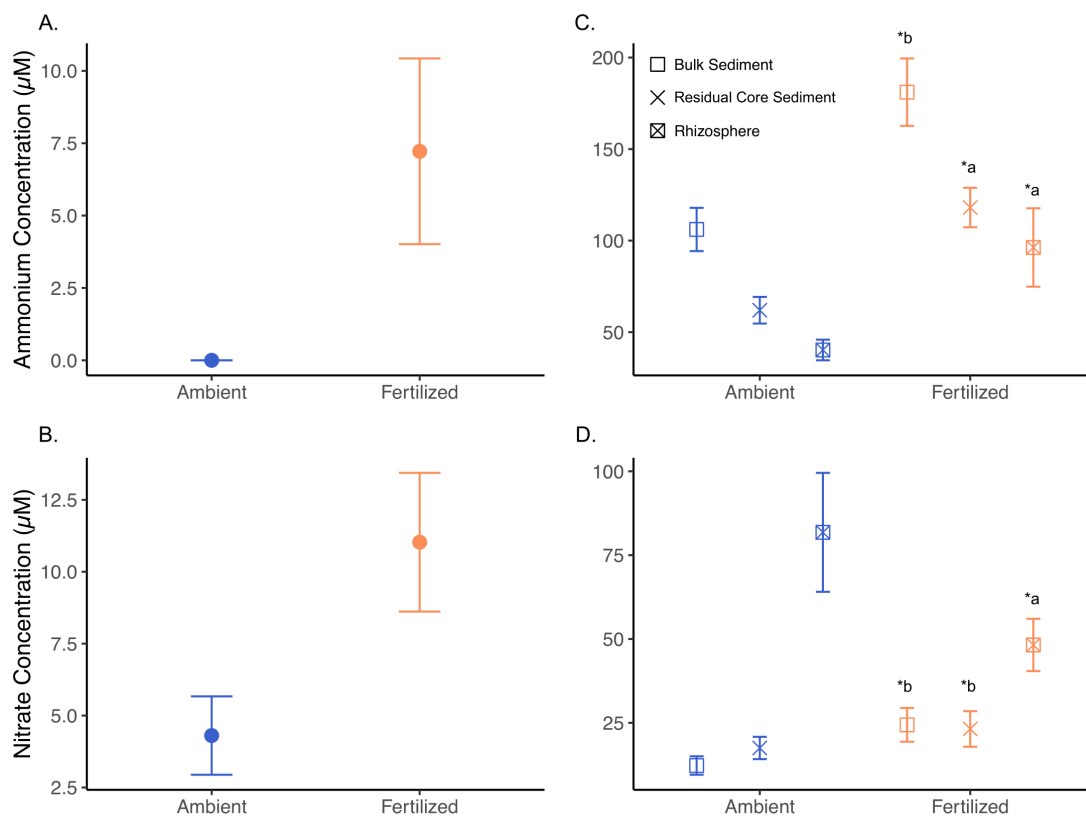 A.
Ammonium Concentration (µM)
10.0
7.5
5.0
2.5
0.0
Ambient
Fertilized
C.
200
150
100
50
Bulk Sediment
Residual Core Sediment
Rhizosphere
*b
*a
*a
Ambient
Fertilized
B.
Nitrate Concentration (µM)
12.5
10.0
7.5
5.0
2.5
Ambient
Fertilized
D.
100
75
50
25
*b
*b
*a
Ambient
Fertilized